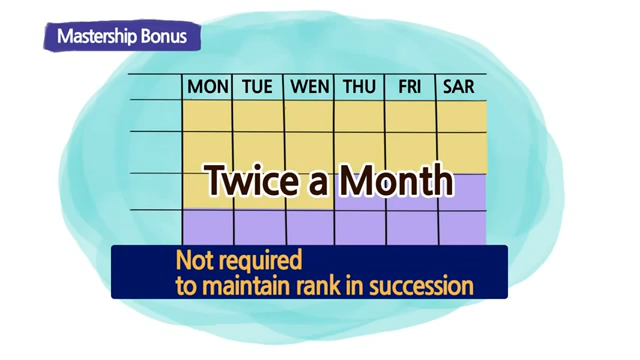 Mastership Bonus
MON TUE WEN THU FRI SAR
Twice a Month
Not required
to maintain rank in succession